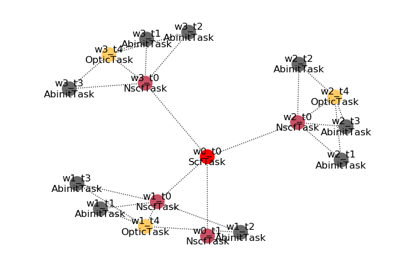 w3_t2
AbinitTask
w3_t1
AbinitTask
w3_t4
OpticTask
w3_t0
NscfTask
w3_t3
AbinitTask
w2_t2
AbinitTask
w2_t4
OpticTask
w2_t0
NscfTask
w2_t3
AbinitTask
w2_t1
AbinitTask
w0_t0
ScfTask
w1_t3
AbinitTask
w1_t0
NscfTask
w1_t1
AbinitTask
w1_t4
OpticTask
w0_t1
NscfTask
w1_t2
AbinitTask